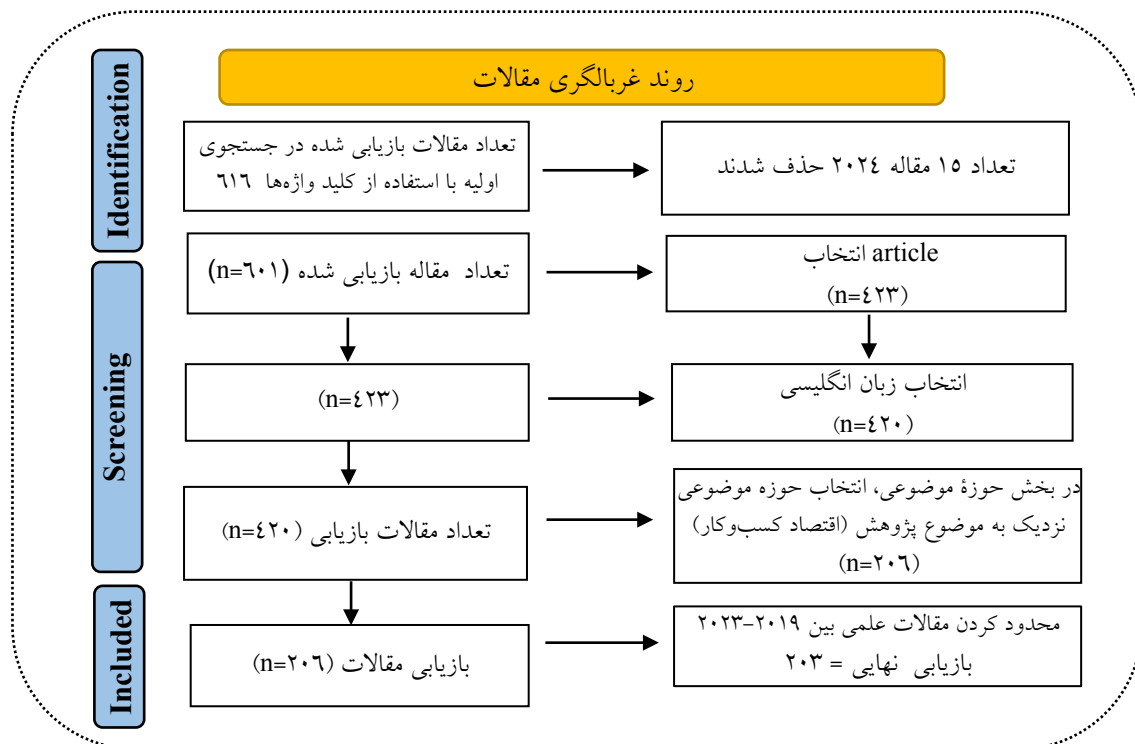 Identification
روند غربالگری مقالات
تعداد مقالات بازیابی شده در جستجوی
اولیه با استفاده از کلید واژه‌ها ٦١٦
تعداد ١٥ مقاله ٢٠٢٤ حذف شدند
Screening
تعداد مقاله بازیابی شده (n=٦٠١)
انتخاب article
(n=٤٢٣)
(n=٤٢٣)
انتخاب زبان انگلیسی
(n=٤٢٠)
تعداد مقالات بازیابی (n=٤٢٠)
در بخش حوزۀ موضوعی، انتخاب حوزه موضوعی
نزدیک به موضوع پژوهش (اقتصاد کسب‌وکار)
(n=٢٠٦)
Included
بازیابی مقالات (n=٢٠٦)
محدود کردن مقالات علمی بین ٢٠١٩-٢٠٢٣
بازیابی نهایی = ٢٠٣